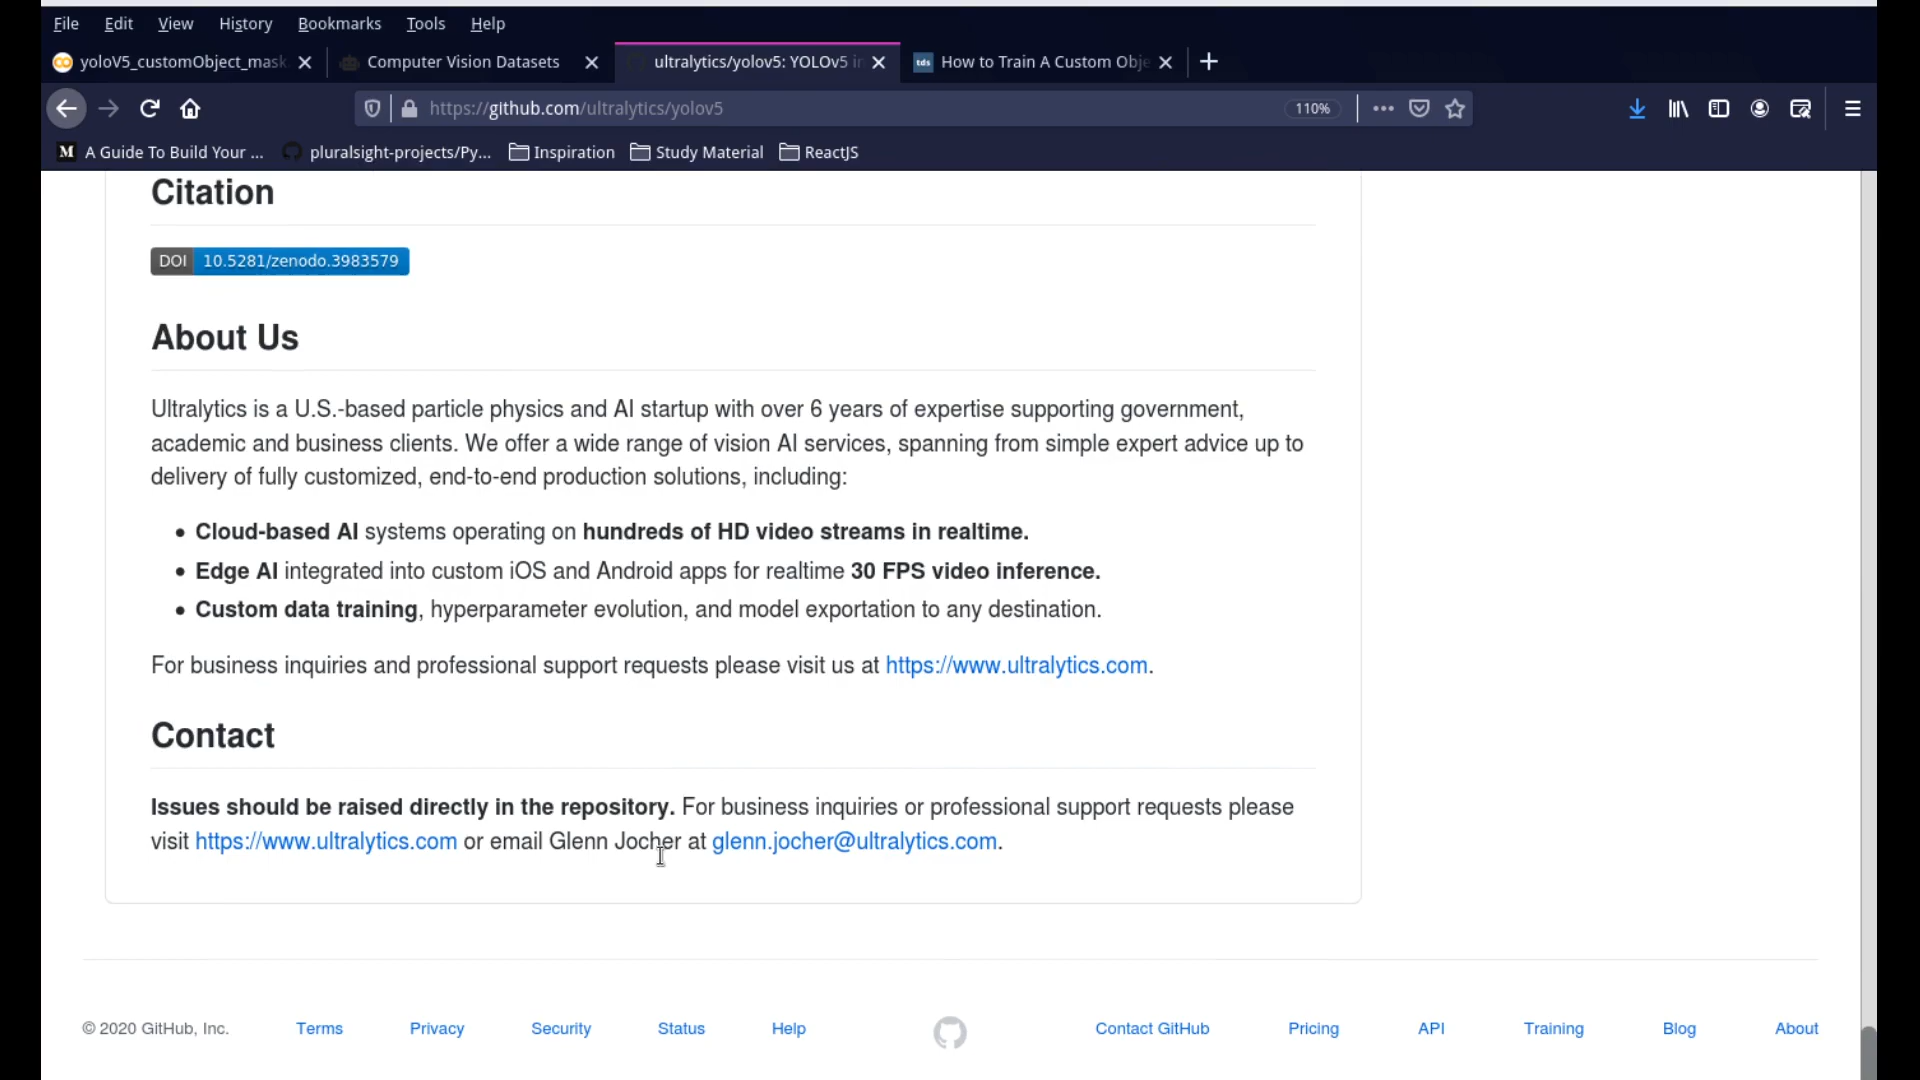 File Edit View History Bookmarks Tools Help
yoloV5_customObject_mask Computer Vision Datasets ultralytics/yolov5: YOLOv5 in tds How to Train A Custom Obje
https://github.com/ultralytics/yolov5 110%
M A Guide To Build Your ... pluralsight-projects/Py... Inspiration Study Material ReactJS
Citation
DOI 10.5281/zenodo.3983579
About Us
Ultralytics is a U.S.-based particle physics and AI startup with over 6 years of expertise supporting government,
academic and business clients. We offer a wide range of vision AI services, spanning from simple expert advice up to
delivery of fully customized, end-to-end production solutions, including:
• Cloud-based AI systems operating on hundreds of HD video streams in realtime.
• Edge AI integrated into custom iOS and Android apps for realtime 30 FPS video inference.
• Custom data training, hyperparameter evolution, and model exportation to any destination.
For business inquiries and professional support requests please visit us at https://www.ultralytics.com.
Contact
Issues should be raised directly in the repository. For business inquiries or professional support requests please
visit https://www.ultralytics.com or email Glenn Jocher at glenn.jocher@ultralytics.com.
© 2020 GitHub, Inc. Terms Privacy Security Status Help Contact GitHub Pricing API Training Blog About